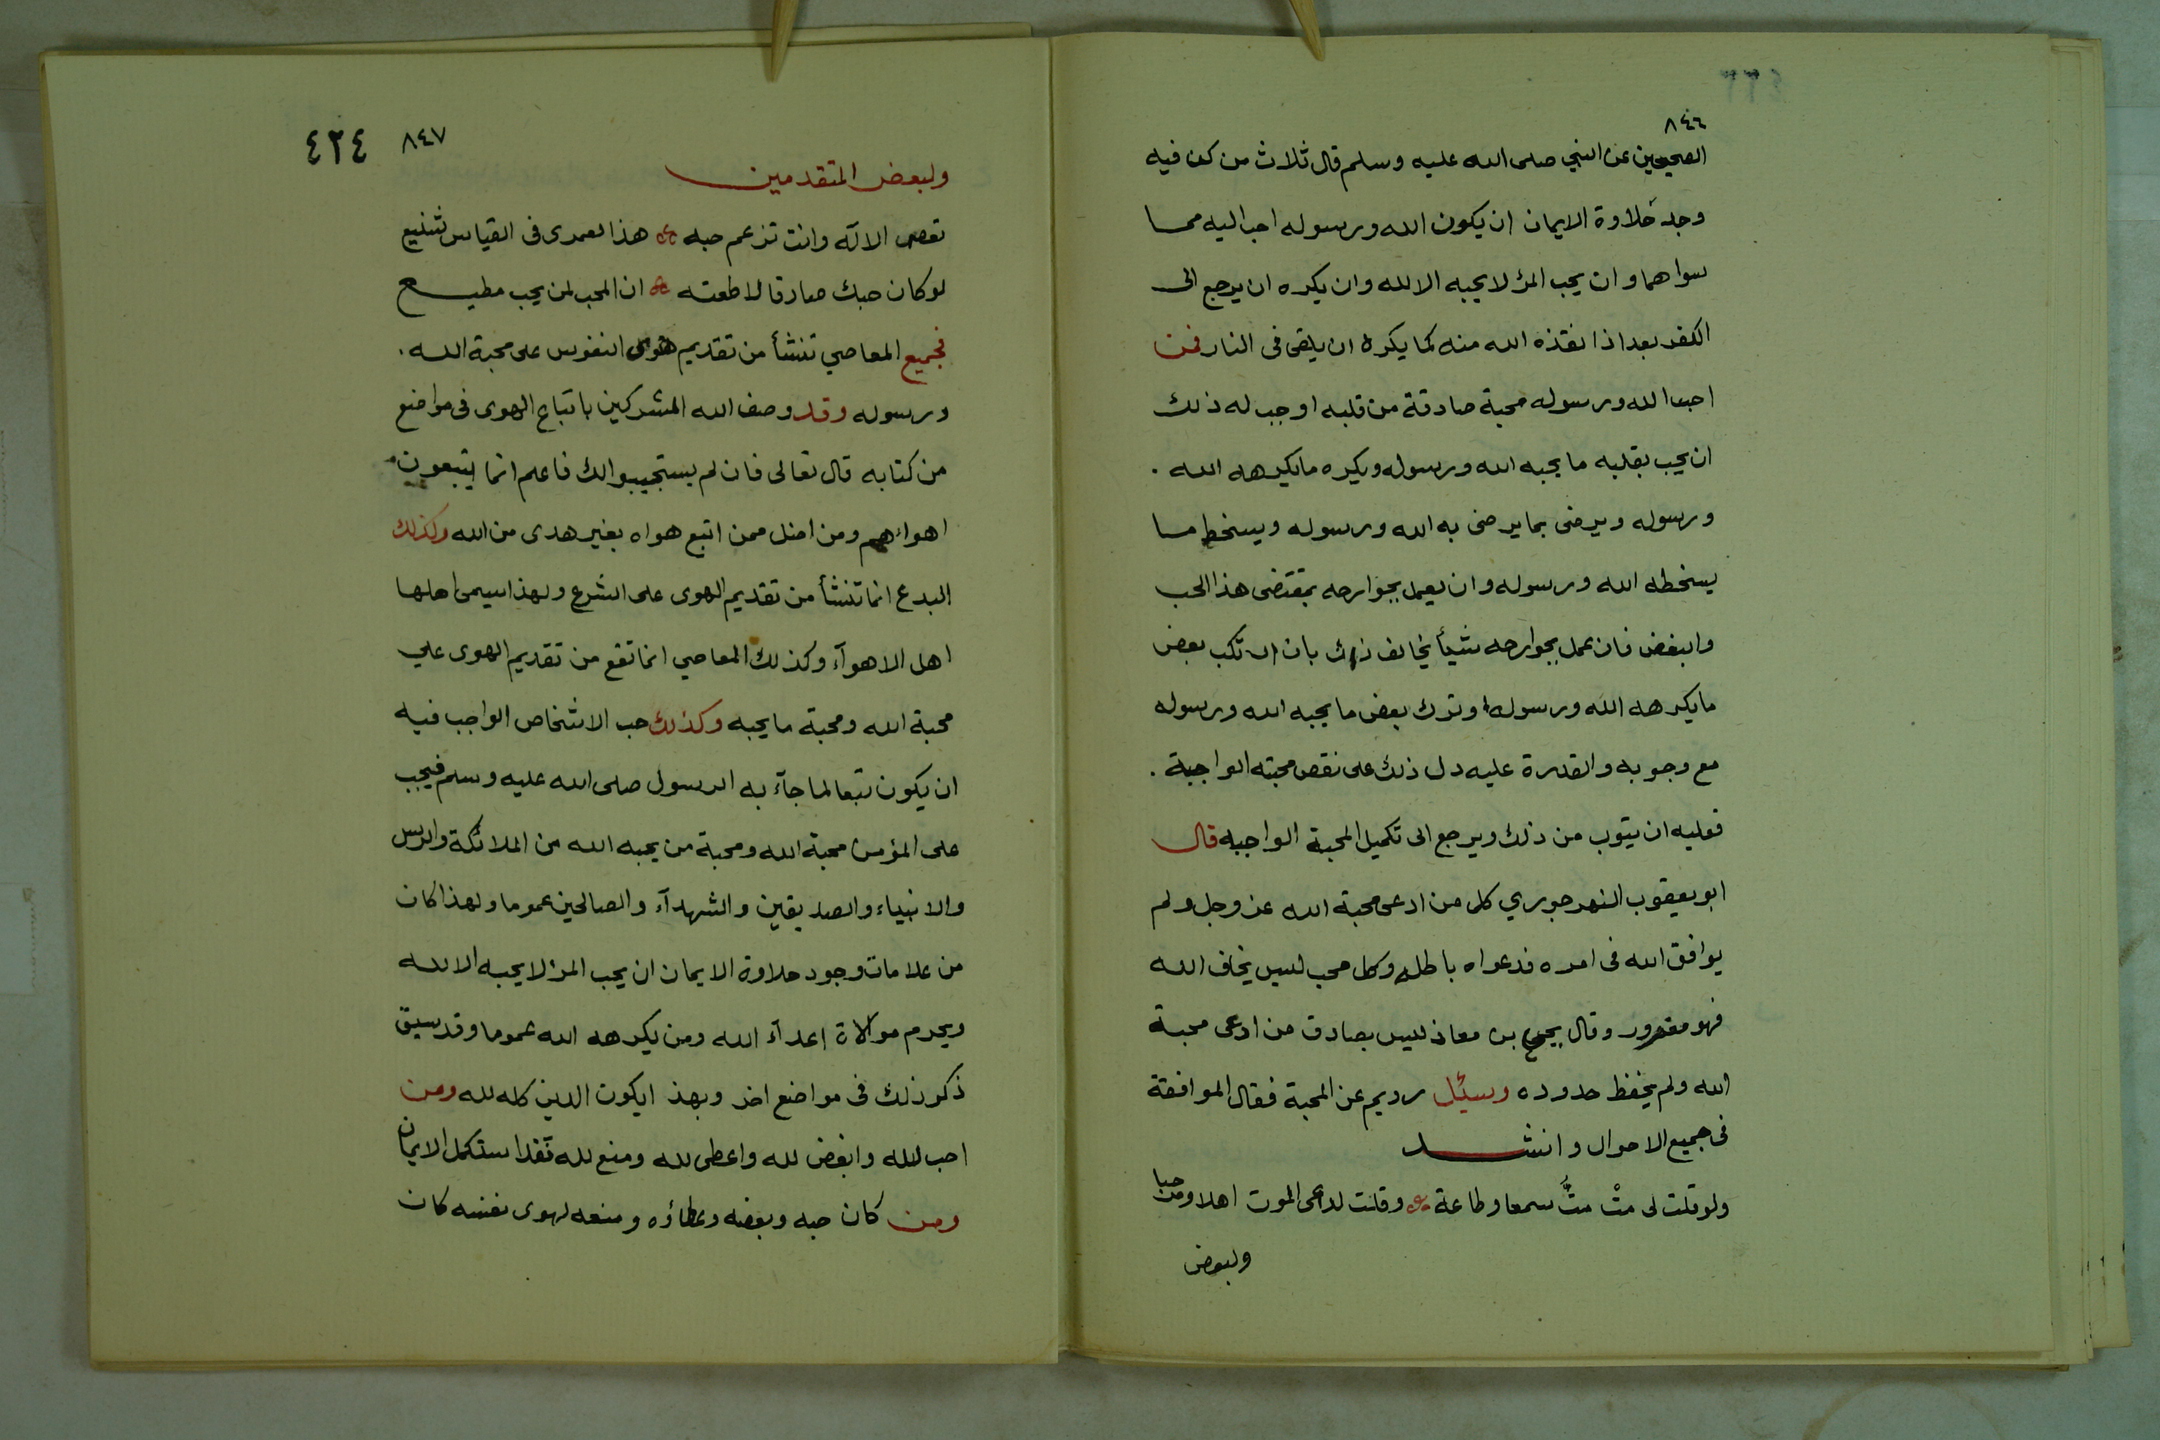 ٨٤٦
الصحيحين عن النبي صلى الله عليه وسلم قال ثلاث من كن فيه
وجد حلاوة الايمان ان يكون الله ورسوله احب اليه مما
سواهما وان يحب المرٔ لا يحبه الا لله وان يكره ان يرجع الى
الكفر بعد اذ انقذه الله منه كما يكره ان يلقى في النار فمن
احب الله ورسوله محبة صادقة من قلبه اوجب له ذلك
ان يحب بقلبه ما يحبه الله ورسوله ويكره ما يكرهه الله .
ورسوله ويرضى بما يرضى به الله ورسوله ويسخط ما
يسخطه الله ورسوله وان يعمل بجوارحه بمقتضى هذا الحب
والبغض فان عمل بجوارحه شيأ يخالف ذلك بان ارتكب بعض
ما يكرهه الله ورسوله او ترك بعض ما يحبه الله ورسوله
مع وجوبه والقدرة عليه دل ذلك على نقص محبته الواجبة .
فعليه ان يتوب من ذلك ويرجع الى تكميل المحبة الواجبه قال
ابو يعقوب النهرجوري كل من ادعى محبة الله عز وجل ولم
يوافق الله في امره فدعواه باطله وكل محب ليس يخاف الله
فهو مغرور وقال يحيى بن معاذ ليس بصادق من ادعى محبة
الله ولم يحفظ حدوده وسئل رديم عن المحبة فقال الموافقة
في جميع الاحوال وانشد
ولو قلت لى متْ متُّ سمعا وطاعة وقلت لداعى الموت اهلا ومرحبا
ولبعض
٨٤٧ ٤٢٤
ولبعض المتقدمين
تعصى الاله وانت تزعم حبه هذا لعمرى في القياس شنيع
لو كان حبك صادقا لاطعته ان المحب لمن يحب مطيع
فجميع المعاصي تنشأ من تقديم هوى النفوس على محبة الله .
ورسوله وقد وصف الله المشركين باتباع الهوى في مواضع
من كتابه قال تعالى فان لم يستجيبوا لك فاعلم انما يتبعون
اهواءهم ومن اضل ممن اتبع هواه بغير هدى من الله وكذلك
البدع انما تنشأ من تقديم الهوى على الشرع ولهذا سيمى اهلها
اهل الاهوآء وكذلك المعاصي انما تقع من تقديم الهوى علي
محبة الله ومحبة ما يحبه وكذلك حب الاشخاص الواجب فيه
ان يكون تبعا لما جآء به الرسول صلى الله عليه وسلم فيجب
على المؤمن محبة الله ومحبة من يحبه الله من الملائكة والرسل
والانبياء والصديقين والشهدآء والصالحين عموما ولهذا كان
من علامات وجود حلاوة الايمان ان يحب المرٔ لا يحبه الا لله
ويحرم موالاة اعدآء الله ومن يكرهه الله عموما وقد سبق
ذكر ذلك في مواضع اخر وبهذا يكون الدين كله لله ومن
احب لله وابغض لله واعطى لله ومنع لله فقد استكمل الايمان
ومن كان حبه وبغضه وعطاؤه ومنعه لهوى نفسه كان